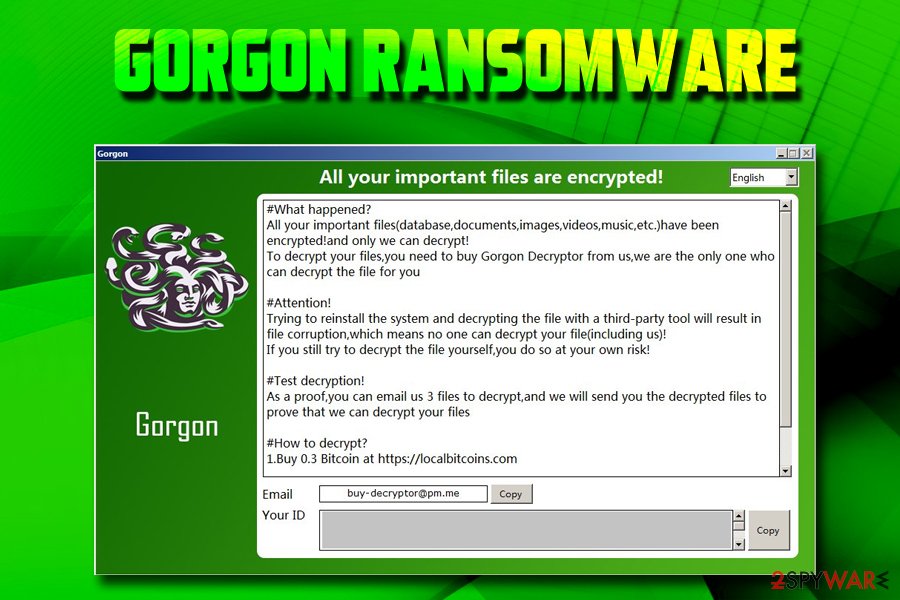 GORGON RANSOMWARE
Gorgon
All your important files are encrypted!
English
#What happened?
All your important files(database,documents,images,videos,music,etc.)have been
encrypted!and only we can decrypt!
To decrypt your files,you need to buy Gorgon Decryptor from us,we are the only one who
can decrypt the file for you
#Attention!
Trying to reinstall the system and decrypting the file with a third-party tool will result in
file corruption,which means no one can decrypt your file(including us)!
If you still try to decrypt the file yourself,you do so at your own risk!
#Test decryption!
As a proof,you can email us 3 files to decrypt,and we will send you the decrypted files to
prove that we can decrypt your files
#How to decrypt?
1.Buy 0.3 Bitcoin at https://localbitcoins.com
Gorgon
Email
buy-decryptor@pm.me
Copy
Your ID
Copy
2SPYWARE